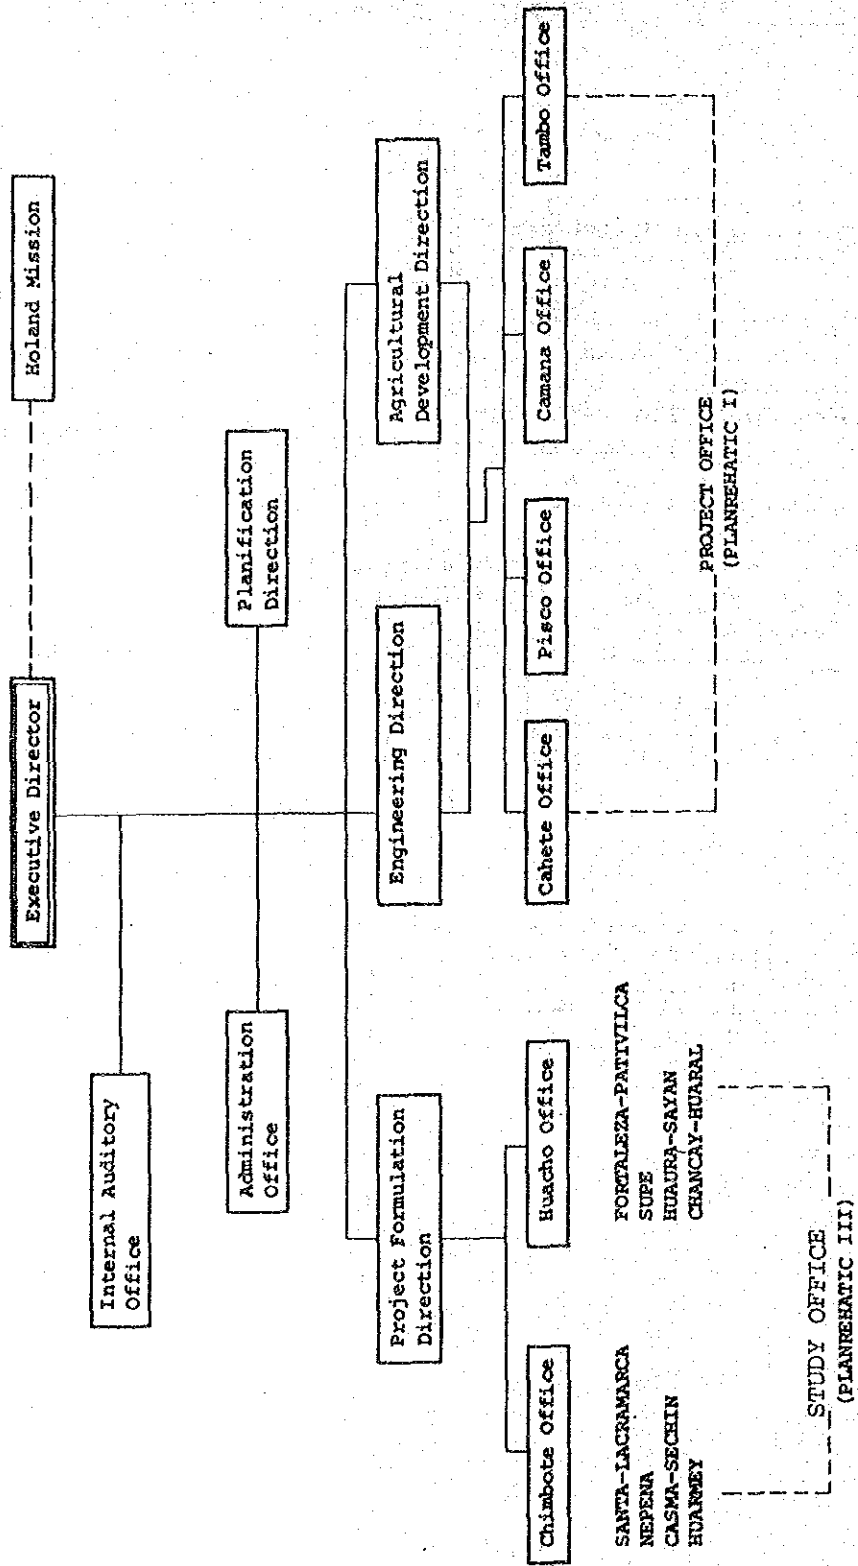 Executive Director
Holand Mission
Internal Auditory
Office
Administration
Office
Planification
Direction
Project Formulation
Direction
Engineering Direction
Agricultural
Development Direction
Chimbote Office
Huacho Office
Cahete Office
Pisco Office
Camana Office
Tambo Office
SANTA-LACRAMARCA
NEPENA
CASMA-SECHIN
HUARMEY
FORTALEZA-PATIVILCA
SUPE
HUAURA-SAYAN
CHANCAY-HUARAL
PROJECT OFFICE
(PLANREHATIC I)
STUDY OFFICE
(PLANREHATIC III)